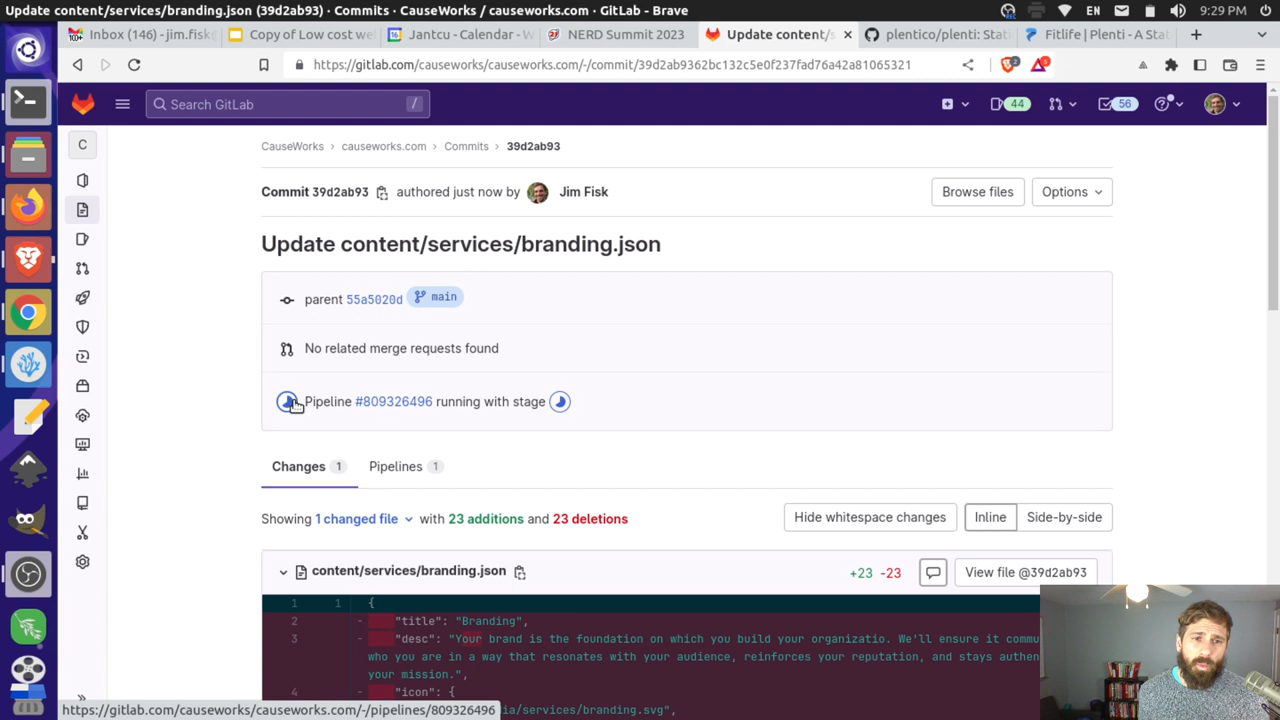 Update content/services/branding.json (39d2ab93) · Commits · CauseWorks / causeworks.com · GitLab - Brave
EN
9:29 PM
Inbox (146) - jim.fisk
Copy of Low cost we
Jantcu - Calendar - W
NERD Summit 2023
Update content/s
plentico/plenti: Stati
Fitlife | Plenti - A Stat
https://gitlab.com/causeworks/causeworks.com/-/commit/39d2ab9362bc132c5e0f237fad76a42a81065321
Search GitLab
/
44
56
C
CauseWorks
causeworks.com
Commits
39d2ab93
Commit 39d2ab93 authored just now by Jim Fisk
Browse files
Options
Update content/services/branding.json
parent 55a5020d main
No related merge requests found
Pipeline #809326496 running with stage
Changes 1
Pipelines 1
Showing 1 changed file with 23 additions and 23 deletions
Hide whitespace changes
Inline
Side-by-side
content/services/branding.json
+23 -23
View file @39d2ab93
1 1 {
2 - "title": "Branding",
3 - "desc": "Your brand is the foundation on which you build your organizatio. We'll ensure it commu
who you are in a way that resonates with your audience, reinforces your reputation, and stays authen
your mission.",
4 - "icon": {
https://gitlab.com/causeworks/causeworks.com/-/pipelines/809326496
ia/services/branding.svg",